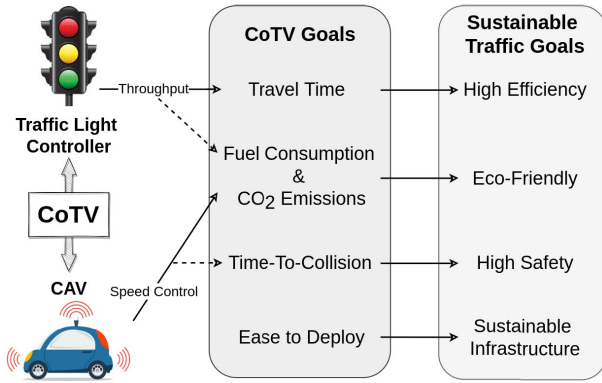 Traffic Light
Controller
CoTV
CAV
Throughput
Speed Control
CoTV Goals
Travel Time
Fuel Consumption
&
CO2 Emissions
Time-To-Collision
Ease to Deploy
Sustainable
Traffic Goals
High Efficiency
Eco-Friendly
High Safety
Sustainable
Infrastructure